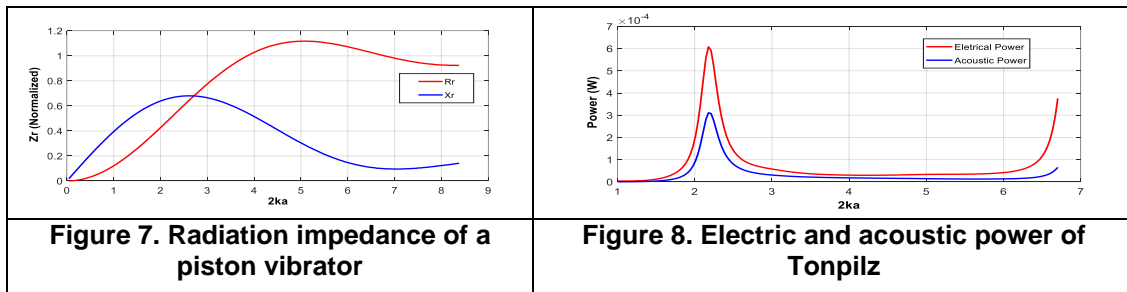 1.2
1
0.8
0.6
0.4
0.2
0
Zr (Normalized)
Rr
Xr
0 1 2 3 4 5 6 7 8 9
2ka
×10⁻⁴
7
6
5
4
3
2
1
0
Power (W)
Eletrical Power
Acoustic Power
1 2 3 4 5 6 7
2ka
Figure 7. Radiation impedance of a
piston vibrator
Figure 8. Electric and acoustic power of
Tonpilz